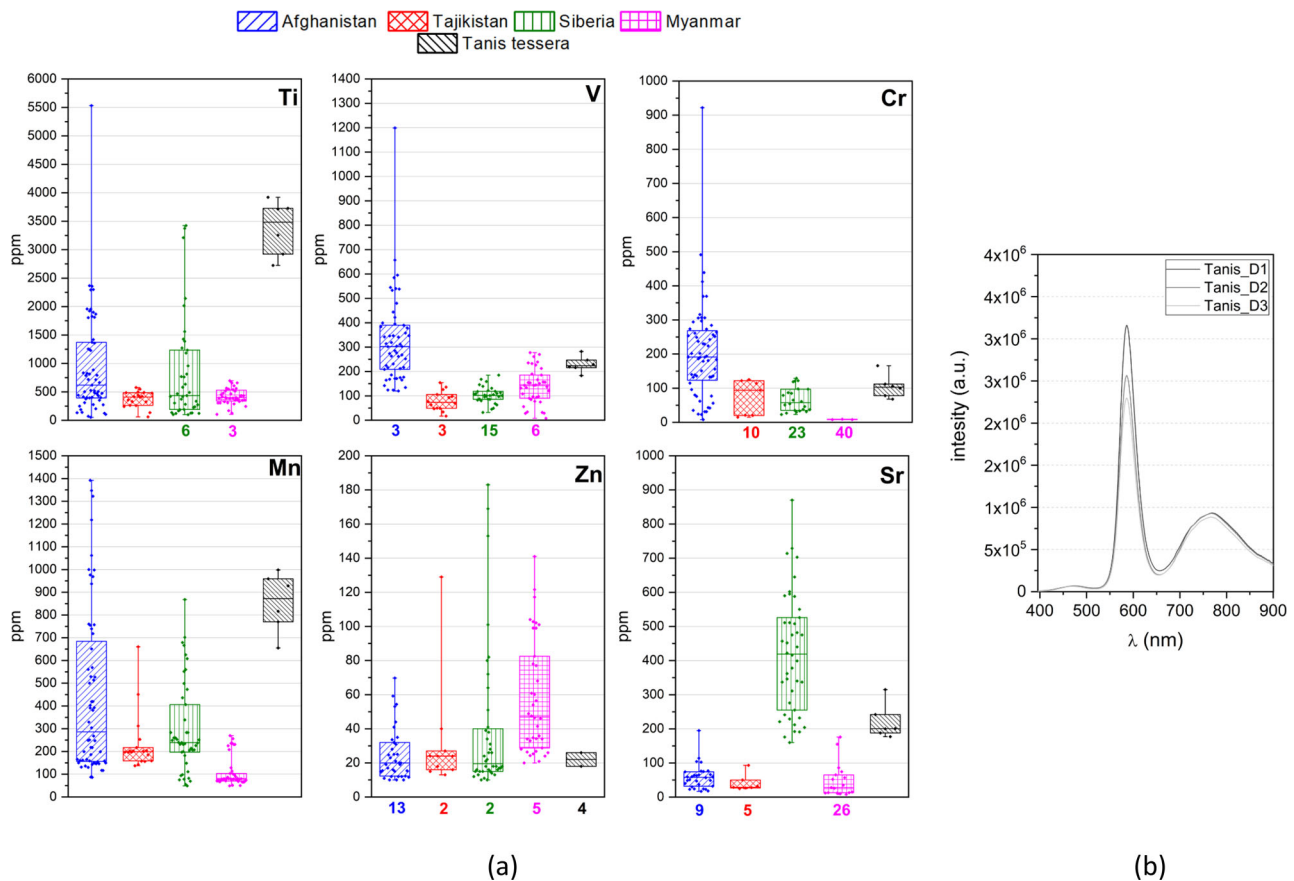 Afghanistan Tajikistan Siberia Myanmar
Tanis tessera
Ti
ppm
6000
5500
5000
4500
4000
3500
3000
2500
2000
1500
1000
500
0
6 3
V
ppm
1400
1300
1200
1100
1000
900
800
700
600
500
400
300
200
100
0
3 3 15 6
Cr
ppm
1000
900
800
700
600
500
400
300
200
100
0
10 23 40
Mn
ppm
1500
1400
1300
1200
1100
1000
900
800
700
600
500
400
300
200
100
0
Zn
ppm
200
180
160
140
120
100
80
60
40
20
0
13 2 2 5 4
Sr
ppm
1000
900
800
700
600
500
400
300
200
100
0
9 5 26
(a)
Tanis_D1
Tanis_D2
Tanis_D3
intesity (a.u.)
4x10⁶
4x10⁶
3x10⁶
3x10⁶
2x10⁶
2x10⁶
1x10⁶
5x10⁵
0
400 500 600 700 800 900
λ (nm)
(b)